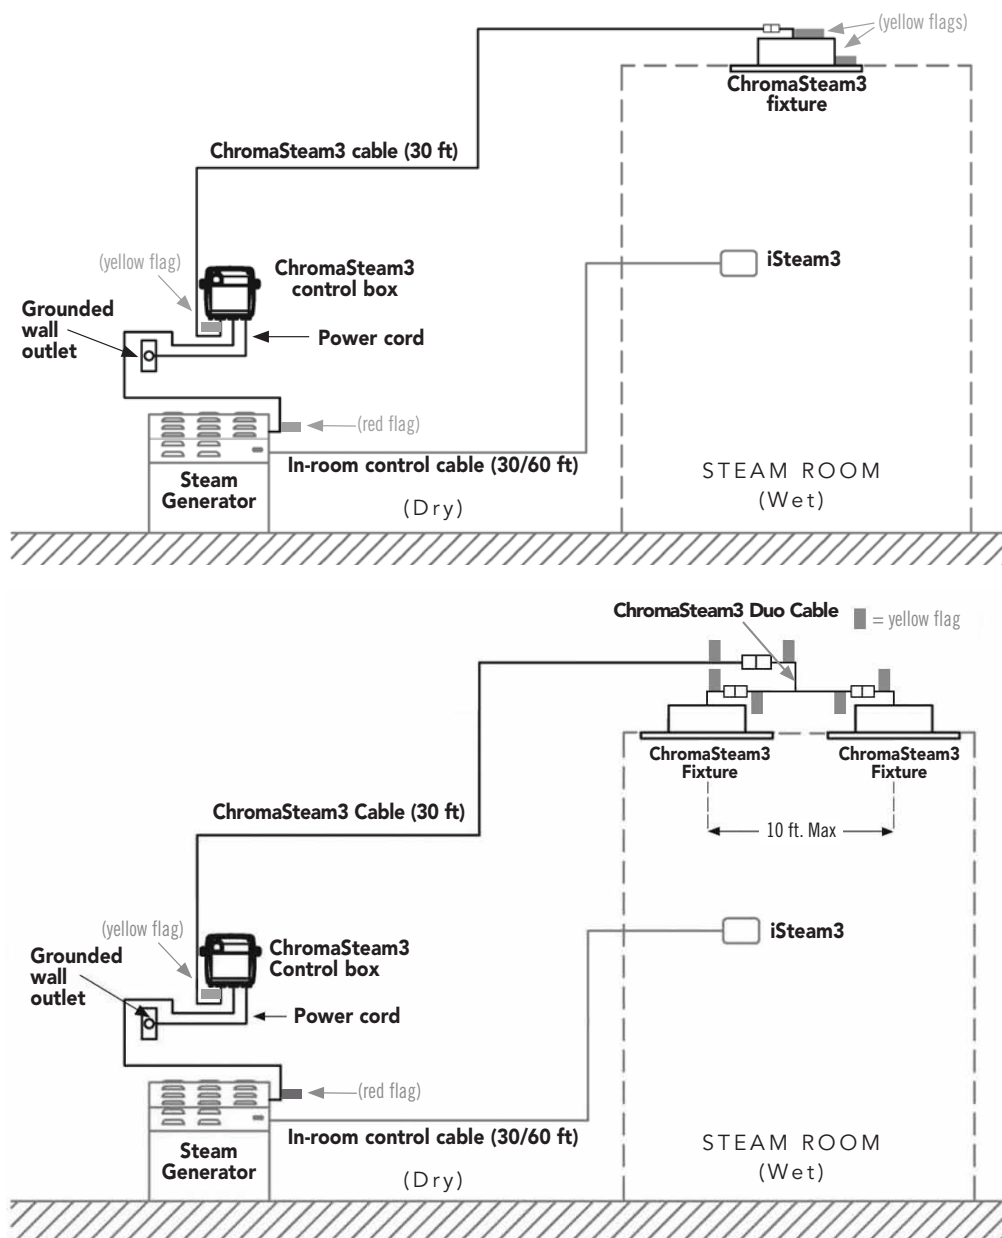 (yellow flags)
ChromaSteam3
fixture
ChromaSteam3 cable (30 ft)
(yellow flag)
ChromaSteam3
control box
iSteam3
Grounded
wall
outlet
Power cord
(red flag)
In-room control cable (30/60 ft)
Steam
Generator
(Dry)
STEAM ROOM
(Wet)
ChromaSteam3 Duo Cable
= yellow flag
ChromaSteam3
Fixture
ChromaSteam3
Fixture
ChromaSteam3 Cable (30 ft)
10 ft. Max
(yellow flag)
ChromaSteam3
Control box
iSteam3
Grounded
wall
outlet
Power cord
(red flag)
In-room control cable (30/60 ft)
Steam
Generator
(Dry)
STEAM ROOM
(Wet)